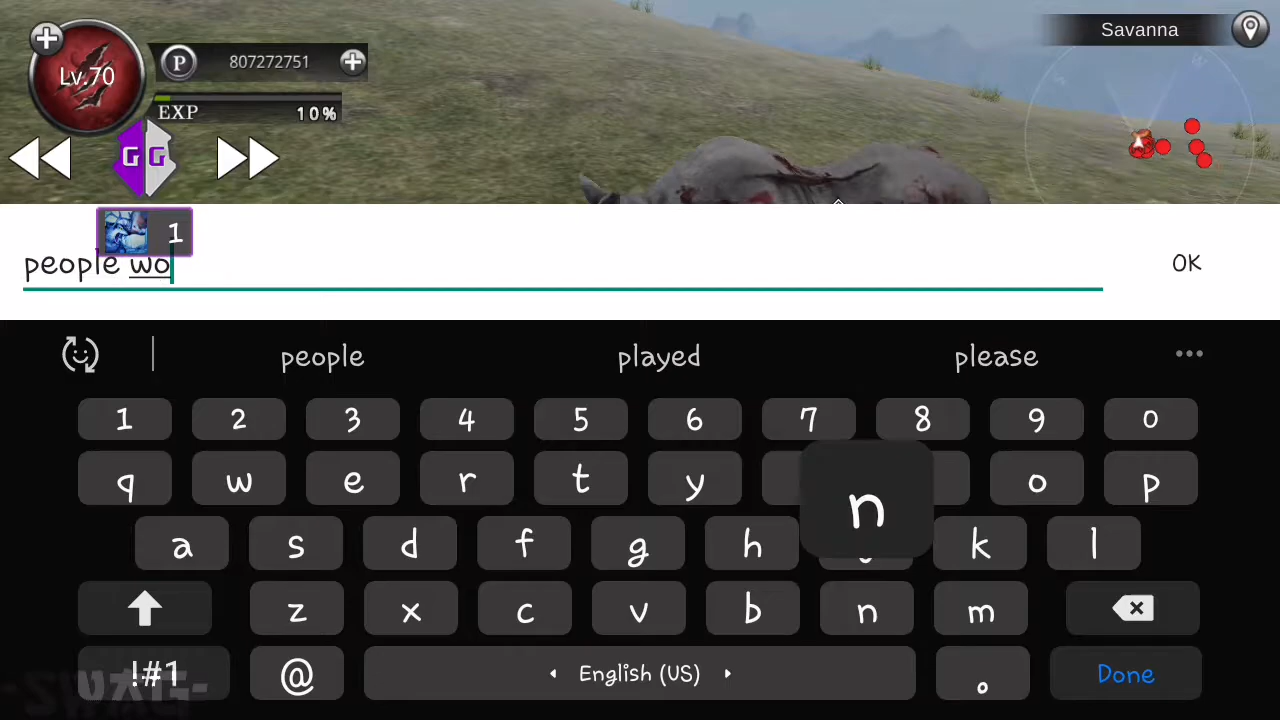 Savanna
Lv.70
P 807272751
EXP 10%
G G
1
people wo
OK
people played please
1 2 3 4 5 6 7 8 9 0
q w e r t y o p
n
a s d f g h k l
z x c v b n m
!#1 @ English (US) . Done
-SWAG-